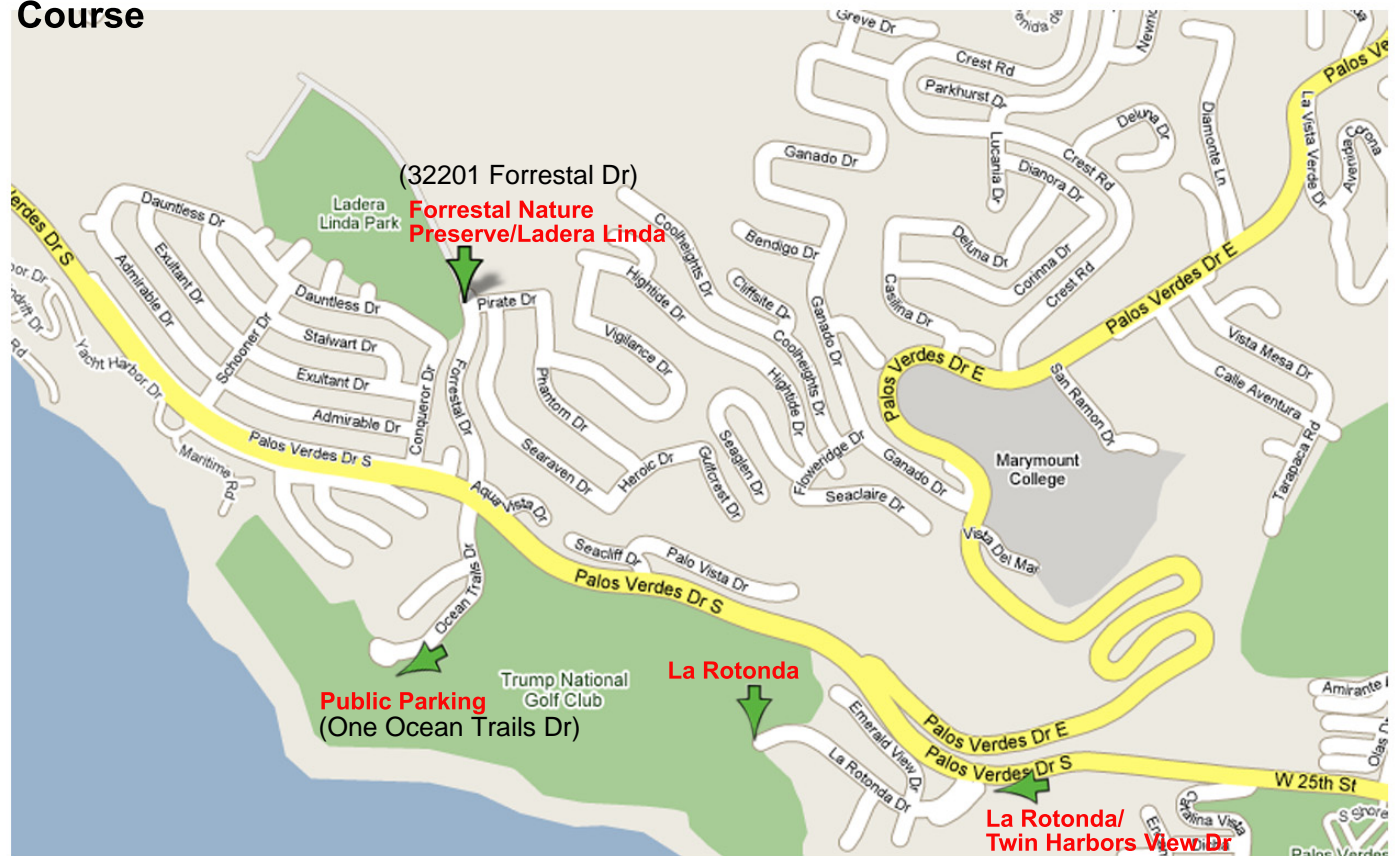 Course
Greve Dr
Crest Rd
Parkhurst Dr
Palos Ve
Deluna Dr
Diamonte Ln
La Vista Verde Dr
Lucania Dr
Ganado Dr
Crest Rd
Dianora Dr
(32201 Forrestal Dr)
Forrestal Nature
Preserve/Ladera Linda
Ladera
Linda Park
Dauntless Dr
erdes Dr S
Coolheights Dr
Bendigo Dr
Deluna Dr
Corinna Dr
Crest Rd
Palos Verdes Dr E
Exultant Dr
Admirable Dr
Hightide Dr
Cliffsite Dr
Ganado Dr
Casilina Dr
Dauntless Dr
Pirate Dr
Schooner Dr
Stalwart Dr
Vigilance Dr
Coolheights Dr
Palos Verdes Dr E
Vista Mesa Dr
Yacht Harbor Dr
Rd
Exultant Dr
Conqueror Dr
Forrestal Dr
Phantom Dr
Hightide Dr
San Ramon Dr
Calle Aventura
Admirable Dr
Palos Verdes Dr S
Maritime
Rd
Searaven Dr
Heroic Dr
Gulfcrest Dr
Seaglen Dr
Floweridge Dr
Ganado Dr
Seaclaire Dr
Marymount
College
Tarapaca Rd
Aqua Vista Dr
Vista Del Mar
Seacliff Dr
Palo Vista Dr
Ocean Trails Dr
Palos Verdes Dr S
Trump National
Golf Club
La Rotonda
Public Parking
(One Ocean Trails Dr)
Amirante
Emerald View Dr
La Rotonda Dr
Palos Verdes Dr E
Palos Verdes Dr S
W 25th St
Olas D
La Rotonda/
Twin Harbors View Dr
Catalina Vista
S Shore
Palos Verdes